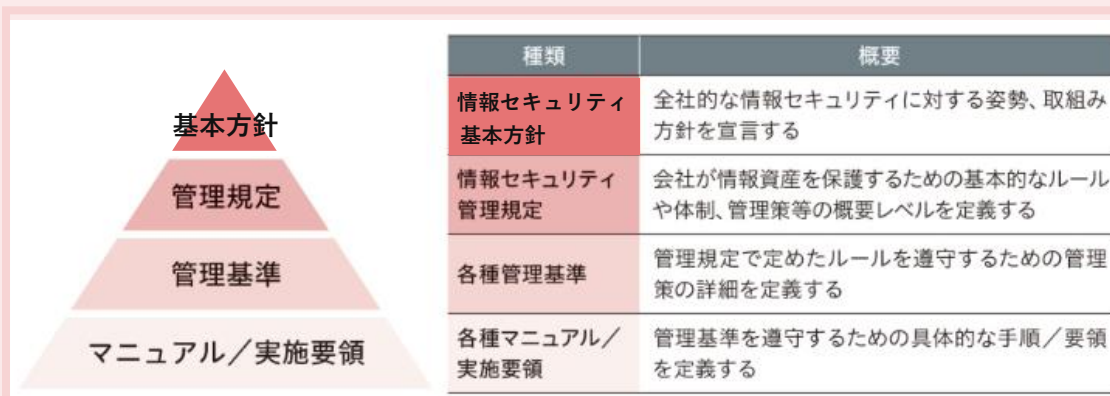 基本方針
管理規定
管理基準
マニュアル／実施要領
種類
概要
情報セキュリティ
基本方針
全社的な情報セキュリティに対する姿勢、取組み
方針を宣言する
情報セキュリティ
管理規定
会社が情報資産を保護するための基本的なルール
や体制、管理策等の概要レベルを定義する
各種管理基準
管理規定で定めたルールを遵守するための管理
策の詳細を定義する
各種マニュアル／
実施要領
管理基準を遵守するための具体的な手順／要領
を定義する